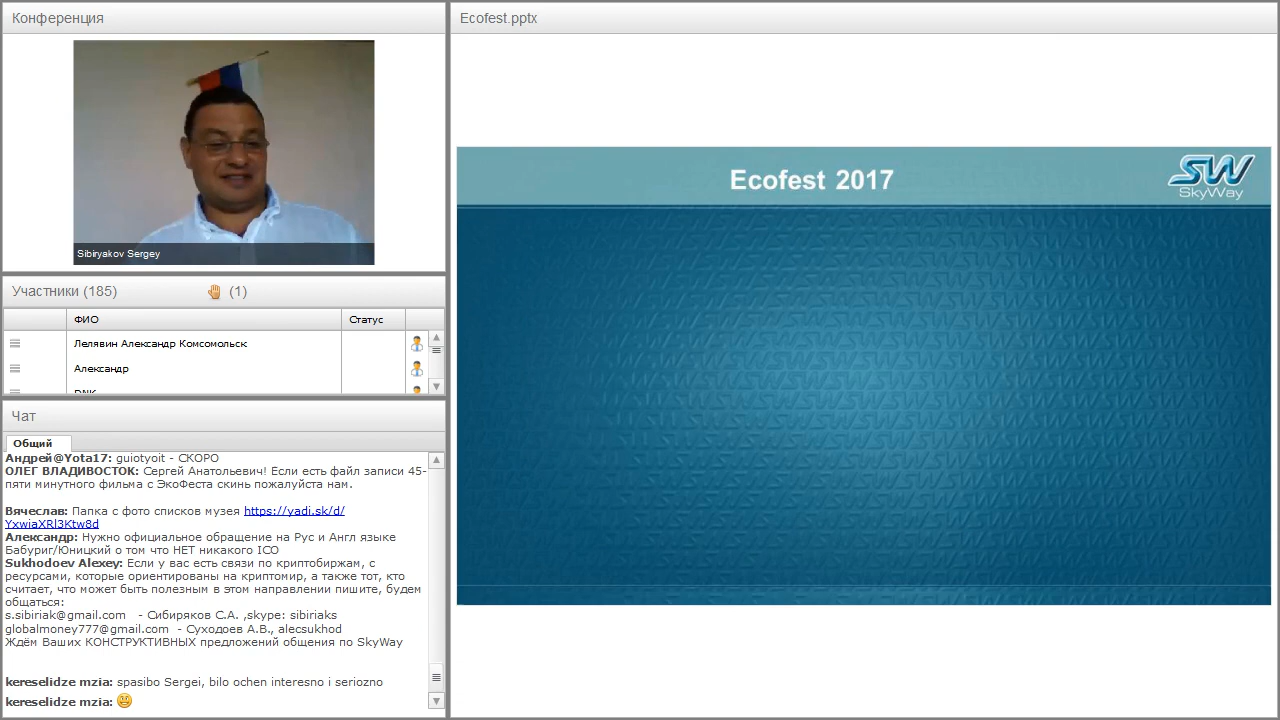 Конференция
Sibiryakov Sergey
Участники (185)
(1)
ФИО
Статус
Лелявин Александр Комсомольск
Александр
DNK
Чат
Общий
Андрей@Yota17: guiotyoit - СКОРО
ОЛЕГ ВЛАДИВОСТОК: Сергей Анатольевич! Если есть файл записи 45-
пяти минутного фильма с ЭкоФеста скинь пожалуйста нам.
Вячеслав: Папка с фото списков музея https://yadi.sk/d/
YxwiaXRl3Ktw8d
Александр: Нужно официальное обращение на Рус и Англ языке
Бабуриг/Юницкий о том что НЕТ никакого ICO
Sukhodoev Alexey: Если у вас есть связи по криптобиржам, с
ресурсами, которые ориентированы на криптомир, а также тот, кто
считает, что может быть полезным в этом направлении пишите, будем
общаться:
s.sibiriak@gmail.com - Сибиряков С.А. ,skype: sibiriaks
globalmoney777@gmail.com - Суходоев А.В., alecsukhod
Ждём Ваших КОНСТРУКТИВНЫХ предложений общения по SkyWay
kereselidze mzia: spasibo Sergei, bilo ochen interesno i seriozno
kereselidze mzia:
Ecofest.pptx
Ecofest 2017
SW
SkyWay